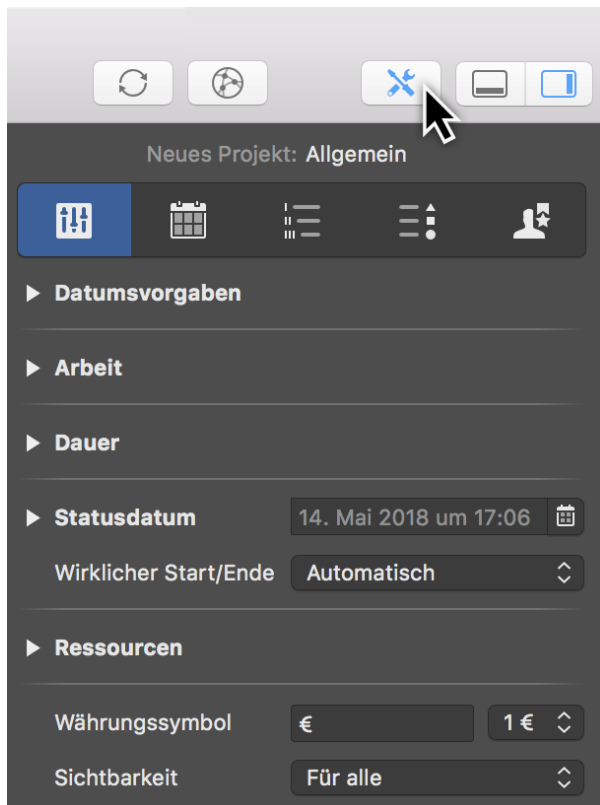 Neues Projekt: Allgemein
Datumsvorgaben
Arbeit
Dauer
Statusdatum 14. Mai 2018 um 17:06
Wirklicher Start/Ende Automatisch
Ressourcen
Währungssymbol € 1 €
Sichtbarkeit Für alle